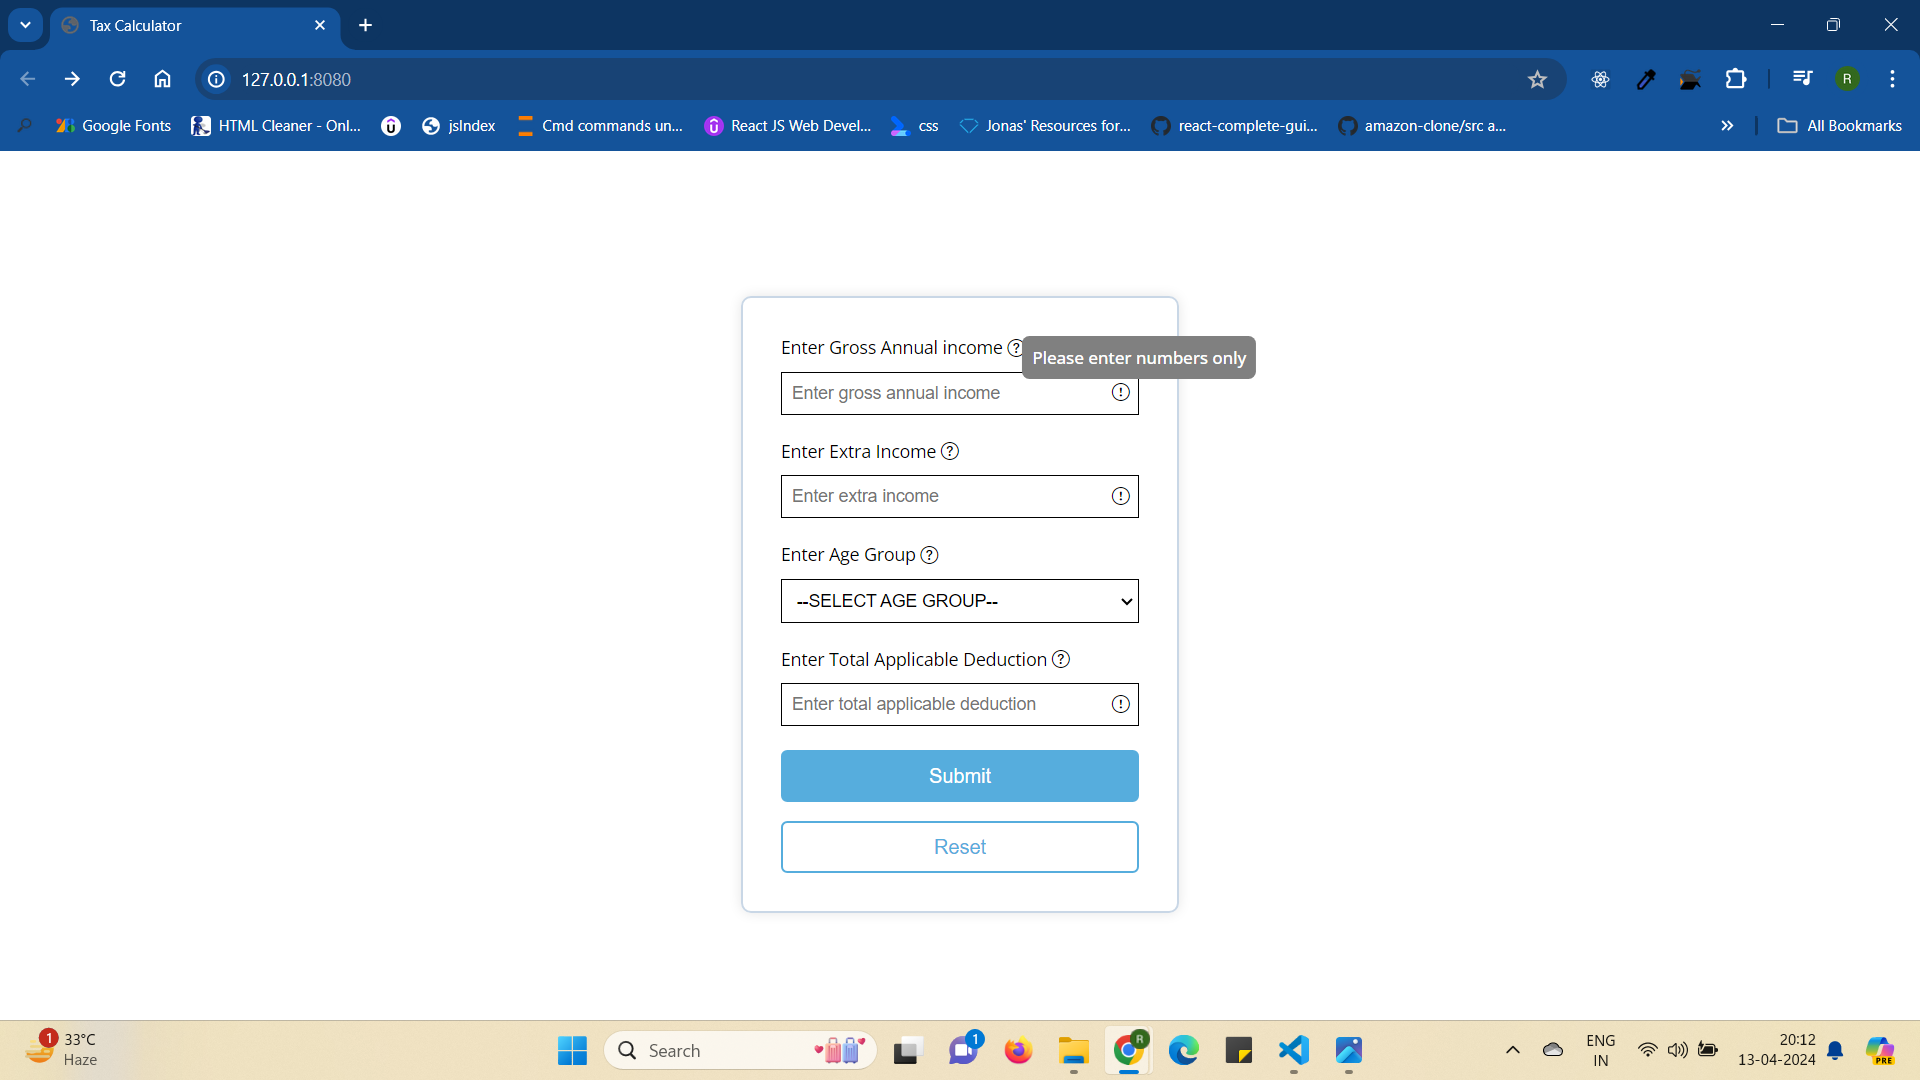 Tax Calculator
127.0.0.1:8080
R
Google Fonts
HTML Cleaner - Onl...
jsIndex
Cmd commands un...
React JS Web Devel...
css
Jonas' Resources for...
react-complete-gui...
amazon-clone/src a...
All Bookmarks
Enter Gross Annual income ?
Please enter numbers only
Enter gross annual income !
Enter Extra Income ?
Enter extra income !
Enter Age Group ?
--SELECT AGE GROUP--
Enter Total Applicable Deduction ?
Enter total applicable deduction !
Submit
Reset
1
33°C
Haze
Search
1
R
ENG
IN
20:12
13-04-2024
PRE